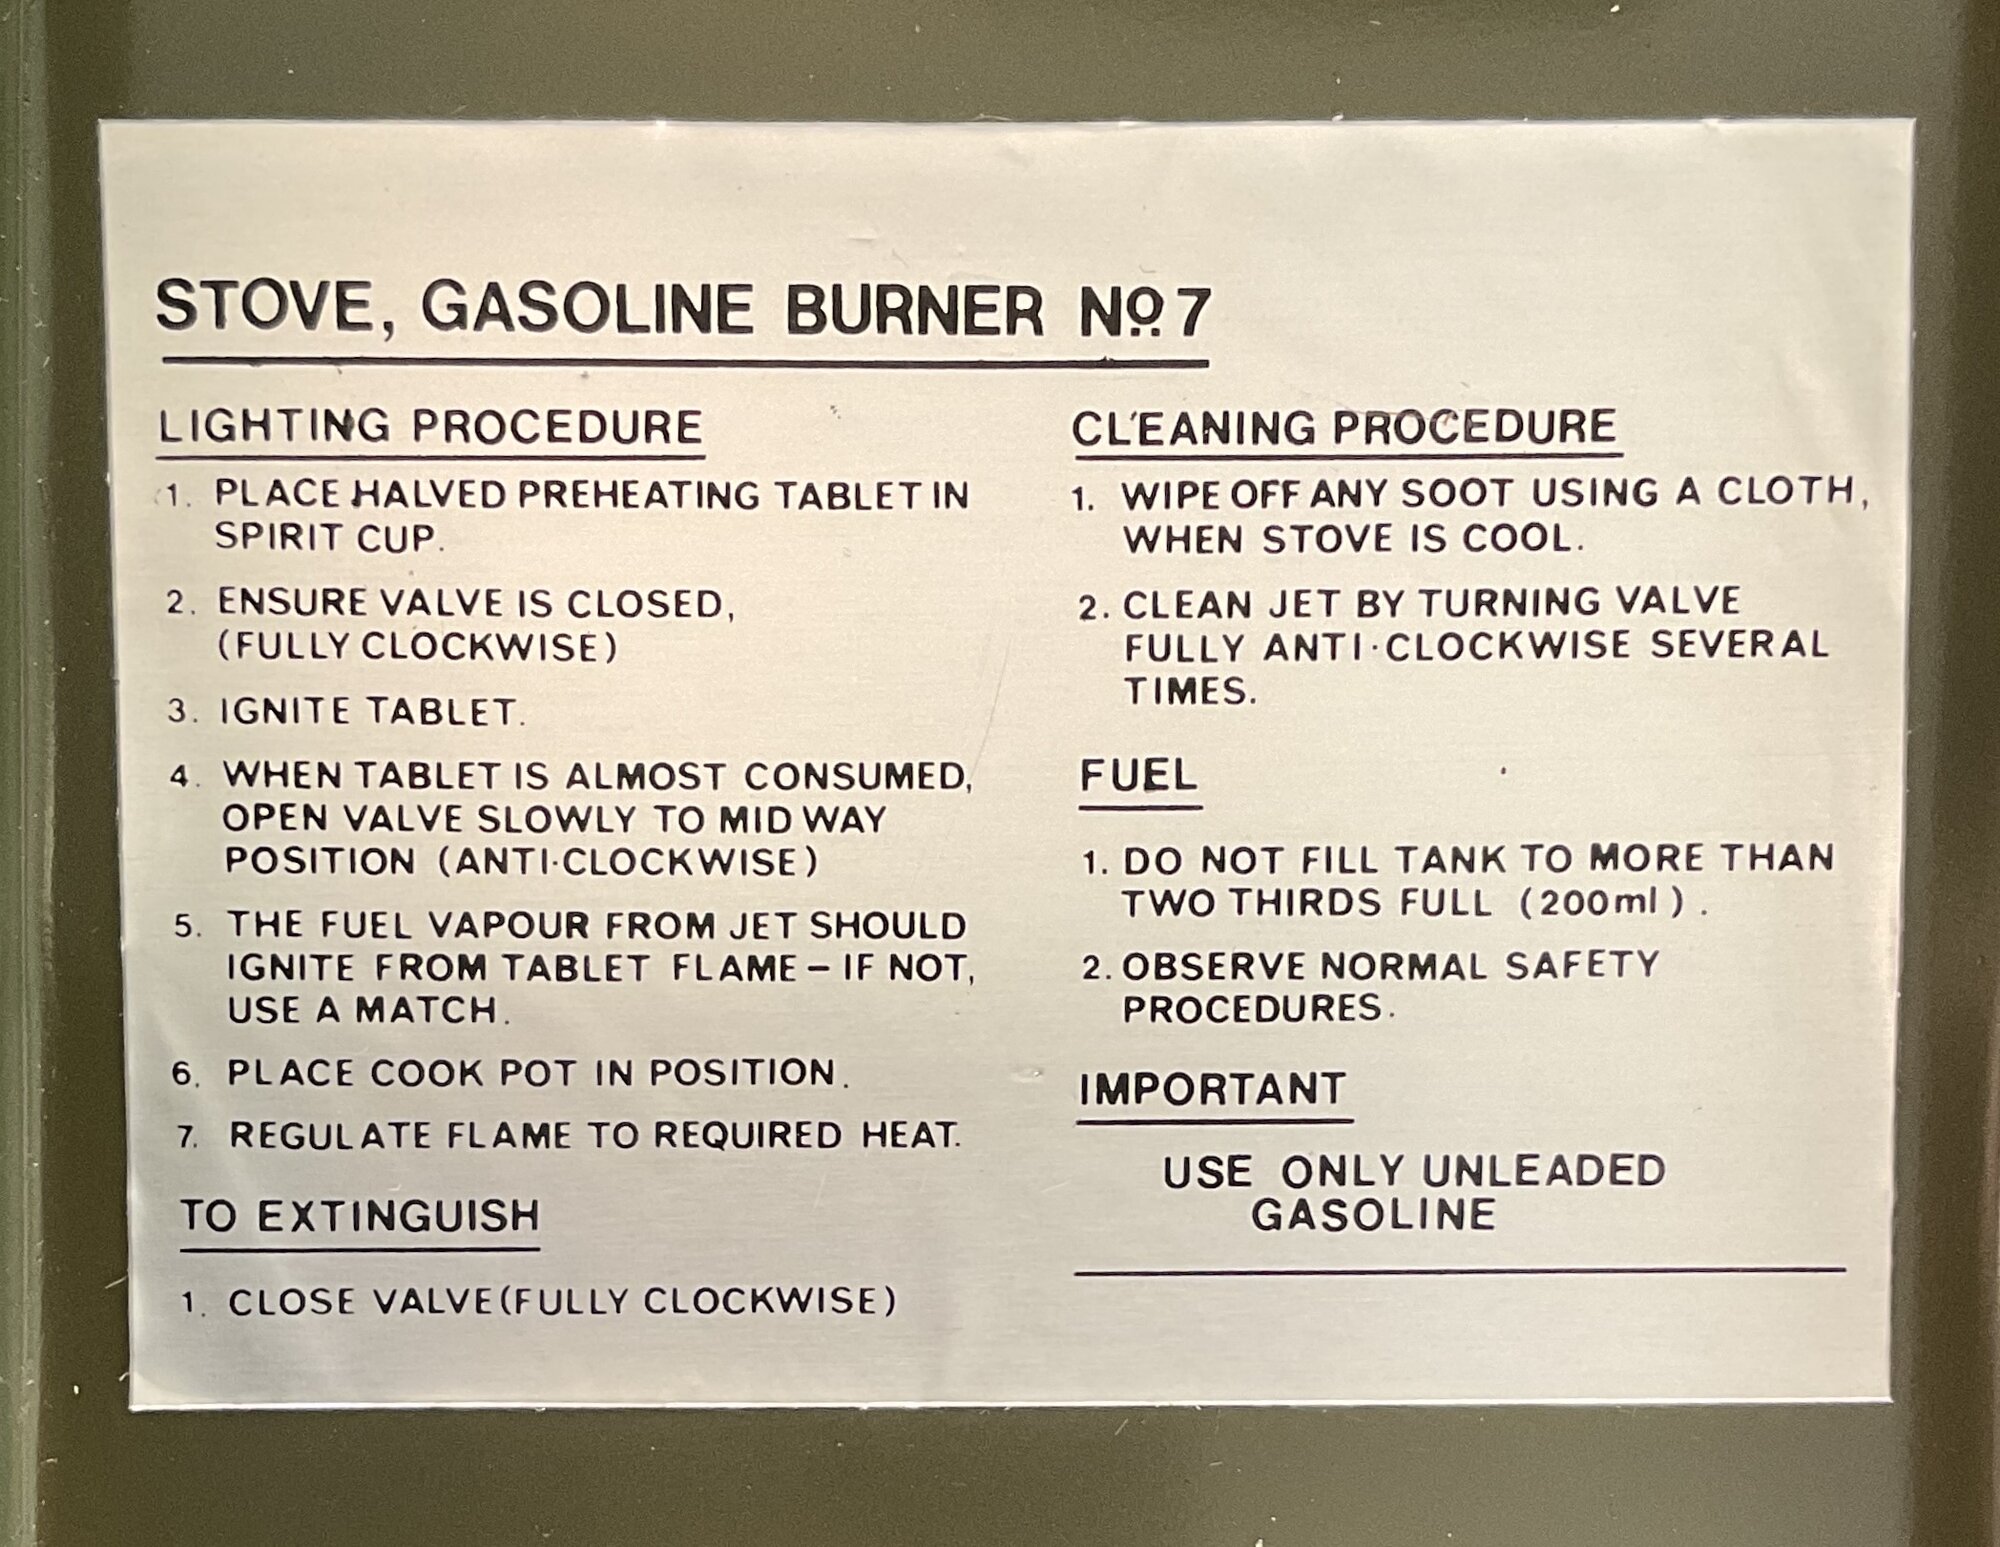 STOVE, GASOLINE BURNER Nº 7
LIGHTING PROCEDURE
1. PLACE HALVED PREHEATING TABLET IN
SPIRIT CUP.
2. ENSURE VALVE IS CLOSED,
(FULLY CLOCKWISE)
3. IGNITE TABLET.
4. WHEN TABLET IS ALMOST CONSUMED,
OPEN VALVE SLOWLY TO MID WAY
POSITION (ANTI-CLOCKWISE)
5. THE FUEL VAPOUR FROM JET SHOULD
IGNITE FROM TABLET FLAME – IF NOT,
USE A MATCH.
6. PLACE COOK POT IN POSITION.
7. REGULATE FLAME TO REQUIRED HEAT.
TO EXTINGUISH
1. CLOSE VALVE (FULLY CLOCKWISE)
CLEANING PROCEDURE
1. WIPE OFF ANY SOOT USING A CLOTH,
WHEN STOVE IS COOL.
2. CLEAN JET BY TURNING VALVE
FULLY ANTI-CLOCKWISE SEVERAL
TIMES.
FUEL
1. DO NOT FILL TANK TO MORE THAN
TWO THIRDS FULL (200ml).
2. OBSERVE NORMAL SAFETY
PROCEDURES.
IMPORTANT
USE ONLY UNLEADED
GASOLINE